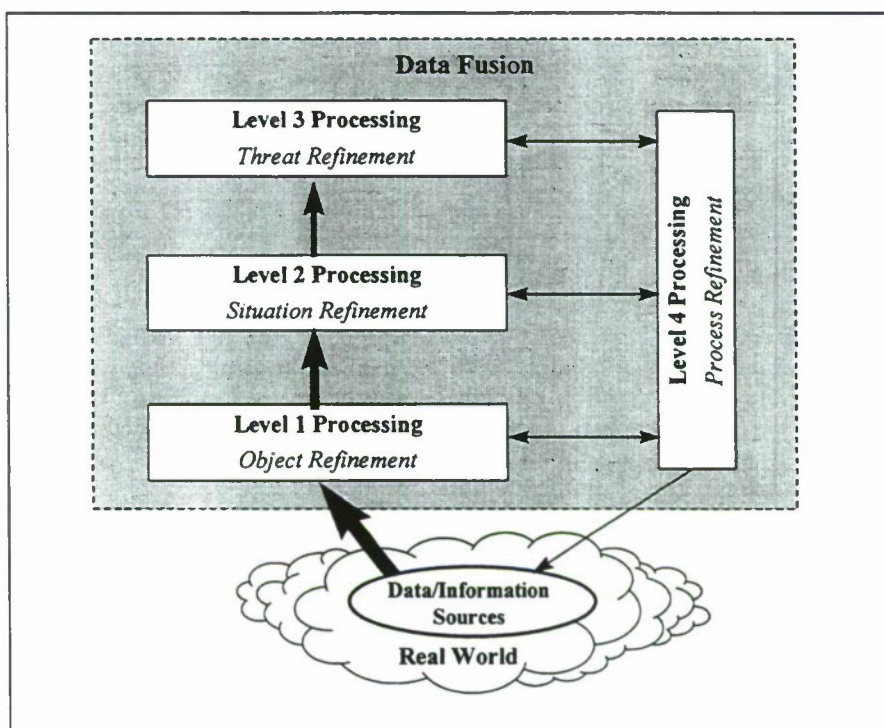 Data Fusion
Level 3 Processing
Threat Refinement
Level 2 Processing
Situation Refinement
Level 1 Processing
Object Refinement
Level 4 Processing
Process Refinement
Data/Information
Sources
Real World